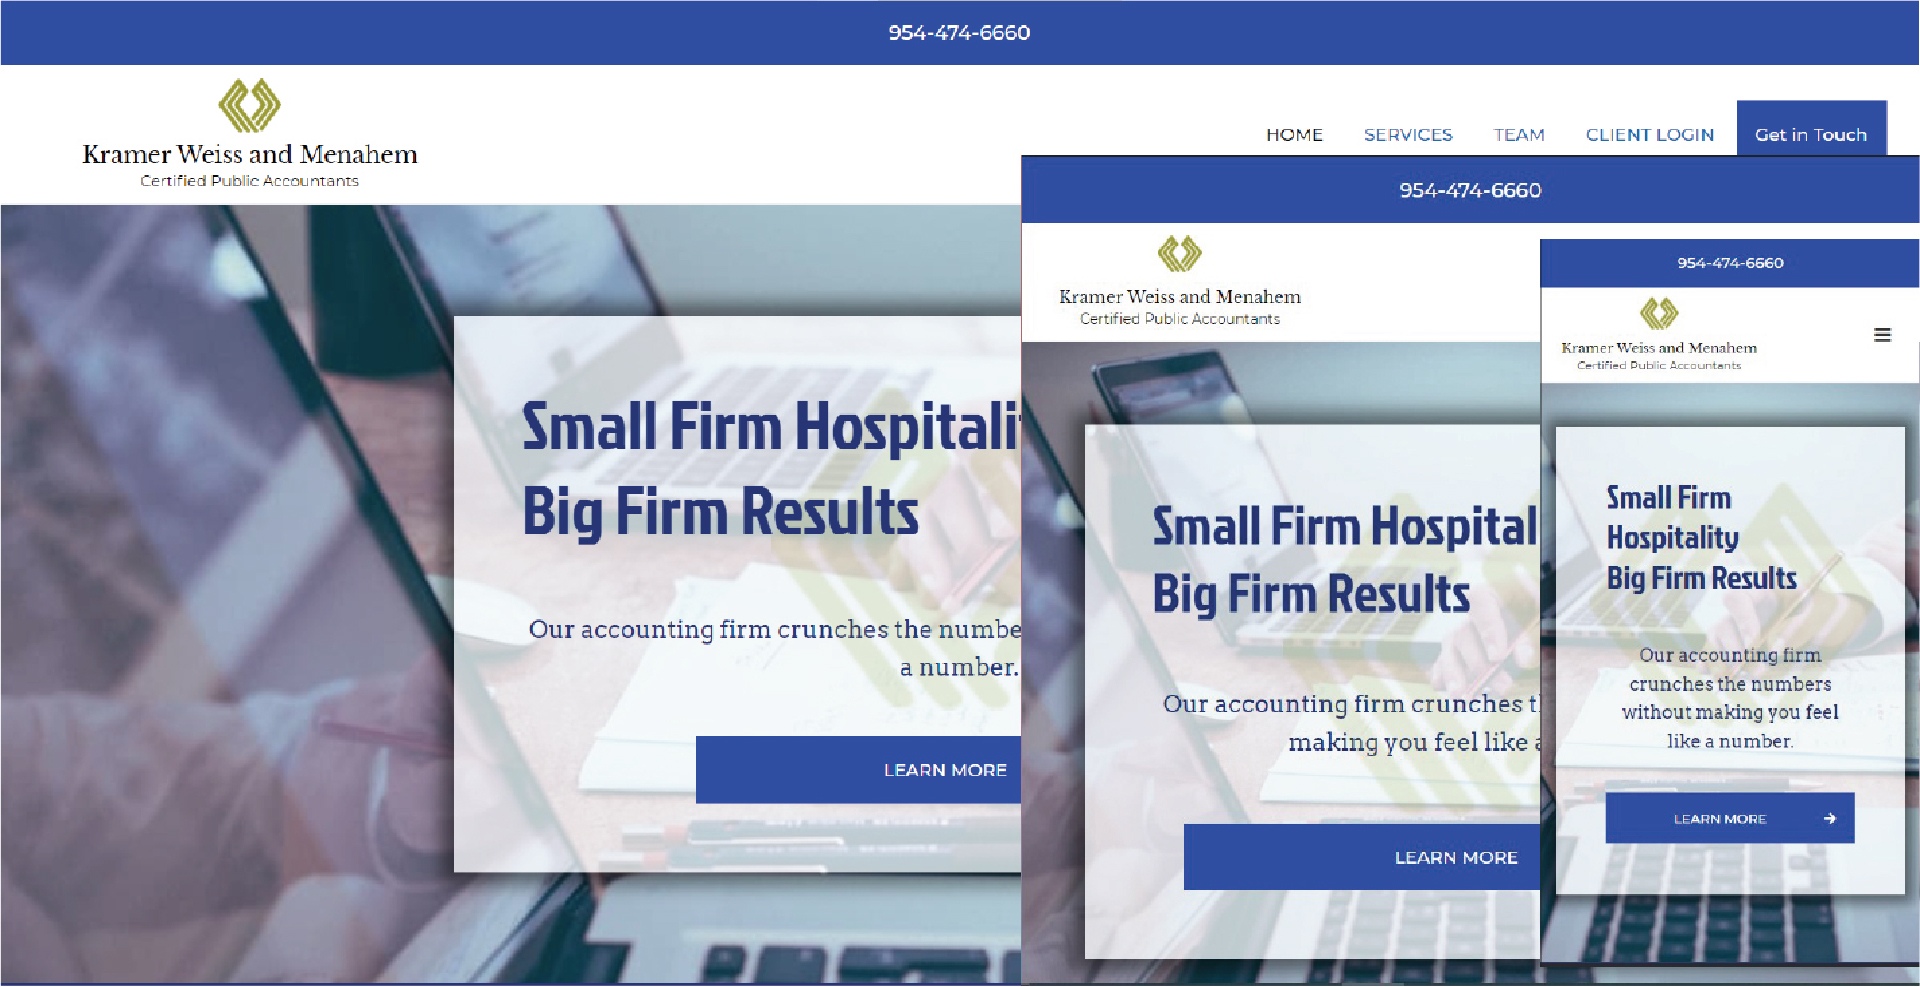 954-474-6660
Kramer Weiss and Menahem
Certified Public Accountants
HOME SERVICES TEAM CLIENT LOGIN Get in Touch
Small Firm Hospitali
Big Firm Results
Our accounting firm crunches the numbe
a number.
LEARN MORE
954-474-6660
Kramer Weiss and Menahem
Certified Public Accountants
Small Firm Hospital
Big Firm Results
Our accounting firm crunches t
making you feel like a
LEARN MORE
954-474-6660
Kramer Weiss and Menahem
Certified Public Accountants
Small Firm
Hospitality
Big Firm Results
Our accounting firm
crunches the numbers
without making you feel
like a number.
LEARN MORE